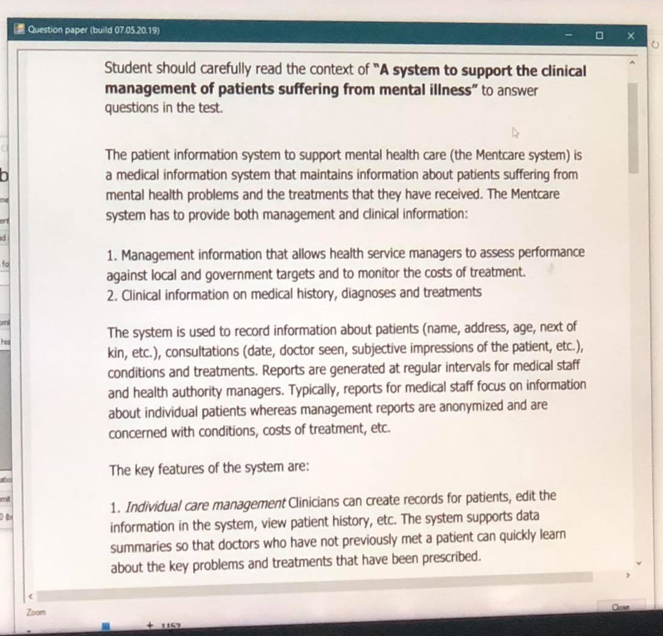 Question paper (build 07.05.20.19)
Student should carefully read the context of "A system to support the clinical
management of patients suffering from mental illness" to answer
questions in the test.
The patient information system to support mental health care (the Mentcare system) is
a medical information system that maintains information about patients suffering from
mental health problems and the treatments that they have received. The Mentcare
system has to provide both management and clinical information:
1. Management information that allows health service managers to assess performance
against local and government targets and to monitor the costs of treatment.
2. Clinical information on medical history, diagnoses and treatments
The system is used to record information about patients (name, address, age, next of
kin, etc.), consultations (date, doctor seen, subjective impressions of the patient, etc.),
conditions and treatments. Reports are generated at regular intervals for medical staff
and health authority managers. Typically, reports for medical staff focus on information
about individual patients whereas management reports are anonymized and are
concerned with conditions, costs of treatment, etc.
The key features of the system are:
1. Individual care management Clinicians can create records for patients, edit the
information in the system, view patient history, etc. The system supports data
summaries so that doctors who have not previously met a patient can quickly learn
about the key problems and treatments that have been prescribed.
Zoom
Close